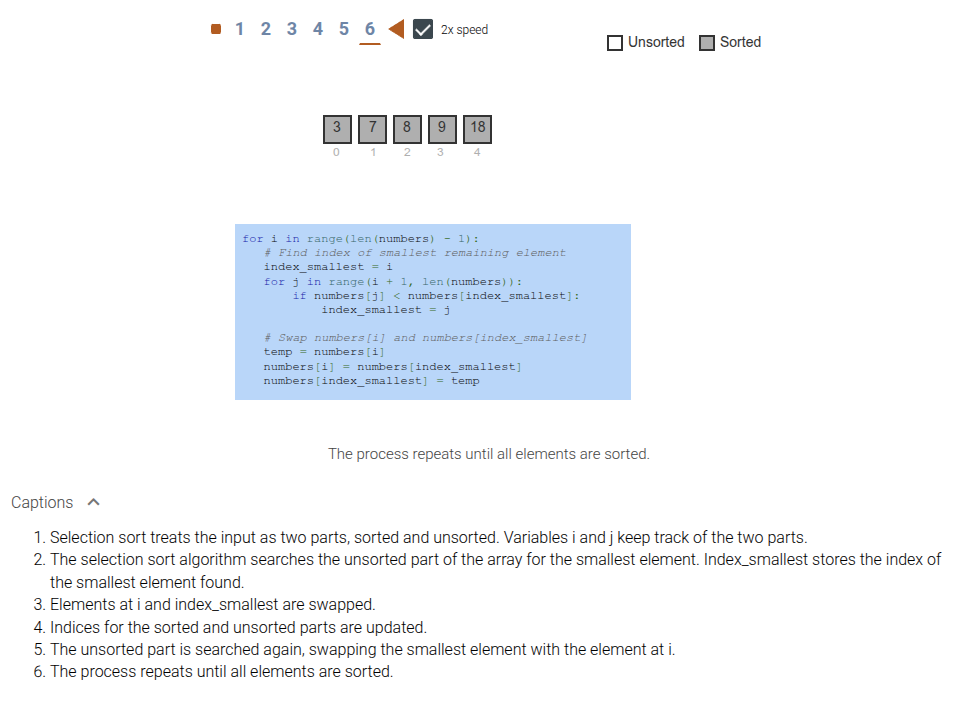 1 2 3 4 5 6 2x speed
Unsorted Sorted
3 7 8 9 18
0 1 2 3 4
for i in range(len(numbers) - 1):
# Find index of smallest remaining element
index_smallest = i
for j in range(i + 1, len(numbers)):
if numbers[j] < numbers[index_smallest]:
index_smallest = j
# Swap numbers[i] and numbers[index_smallest]
temp = numbers[i]
numbers[i] = numbers[index_smallest]
numbers[index_smallest] = temp
The process repeats until all elements are sorted.
Captions
1. Selection sort treats the input as two parts, sorted and unsorted. Variables i and j keep track of the two parts.
2. The selection sort algorithm searches the unsorted part of the array for the smallest element. Index_smallest stores the index of
the smallest element found.
3. Elements at i and index_smallest are swapped.
4. Indices for the sorted and unsorted parts are updated.
5. The unsorted part is searched again, swapping the smallest element with the element at i.
6. The process repeats until all elements are sorted.